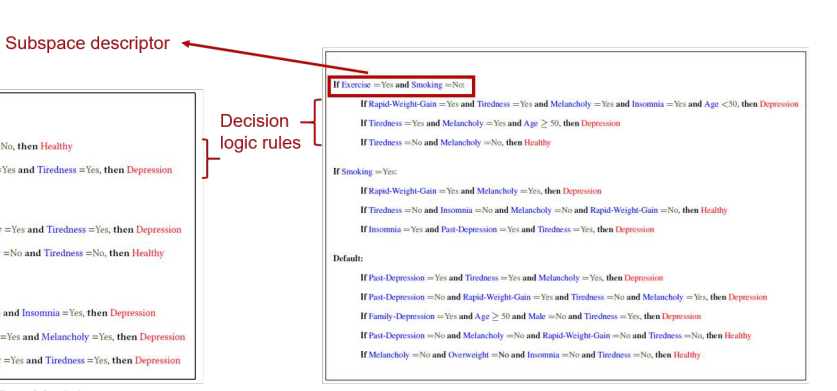 Subspace descriptor
Decision
logic rules
No, then Healthy
=Yes and Tiredness =Yes, then Depression
=Yes and Tiredness =Yes, then Depression
=No and Tiredness =No, then Healthy
and Insomnia =Yes, then Depression
=Yes and Melancholy =Yes, then Depression
=Yes and Tiredness =Yes, then Depression
If Exercise =Yes and Smoking =No:
If Rapid-Weight-Gain =Yes and Tiredness =Yes and Melancholy =Yes and Insomnia =Yes and Age <50, then Depression
If Tiredness =Yes and Melancholy =Yes and Age ≥ 50, then Depression
If Tiredness =No and Melancholy =No, then Healthy
If Smoking =Yes:
If Rapid-Weight-Gain =Yes and Melancholy =Yes, then Depression
If Tiredness =No and Insomnia =No and Melancholy =No and Rapid-Weight-Gain =No, then Healthy
If Insomnia =Yes and Past-Depression =Yes and Tiredness =Yes, then Depression
Default:
If Past-Depression =Yes and Tiredness =Yes and Melancholy =Yes, then Depression
If Past-Depression =No and Rapid-Weight-Gain =Yes and Tiredness =No and Melancholy =Yes, then Depression
If Family-Depression =Yes and Age ≥ 50 and Male =No and Tiredness =Yes, then Depression
If Past-Depression =No and Melancholy =No and Rapid-Weight-Gain =No and Tiredness =No, then Healthy
If Melancholy =No and Overweight =No and Insomnia =No and Tiredness =No, then Healthy